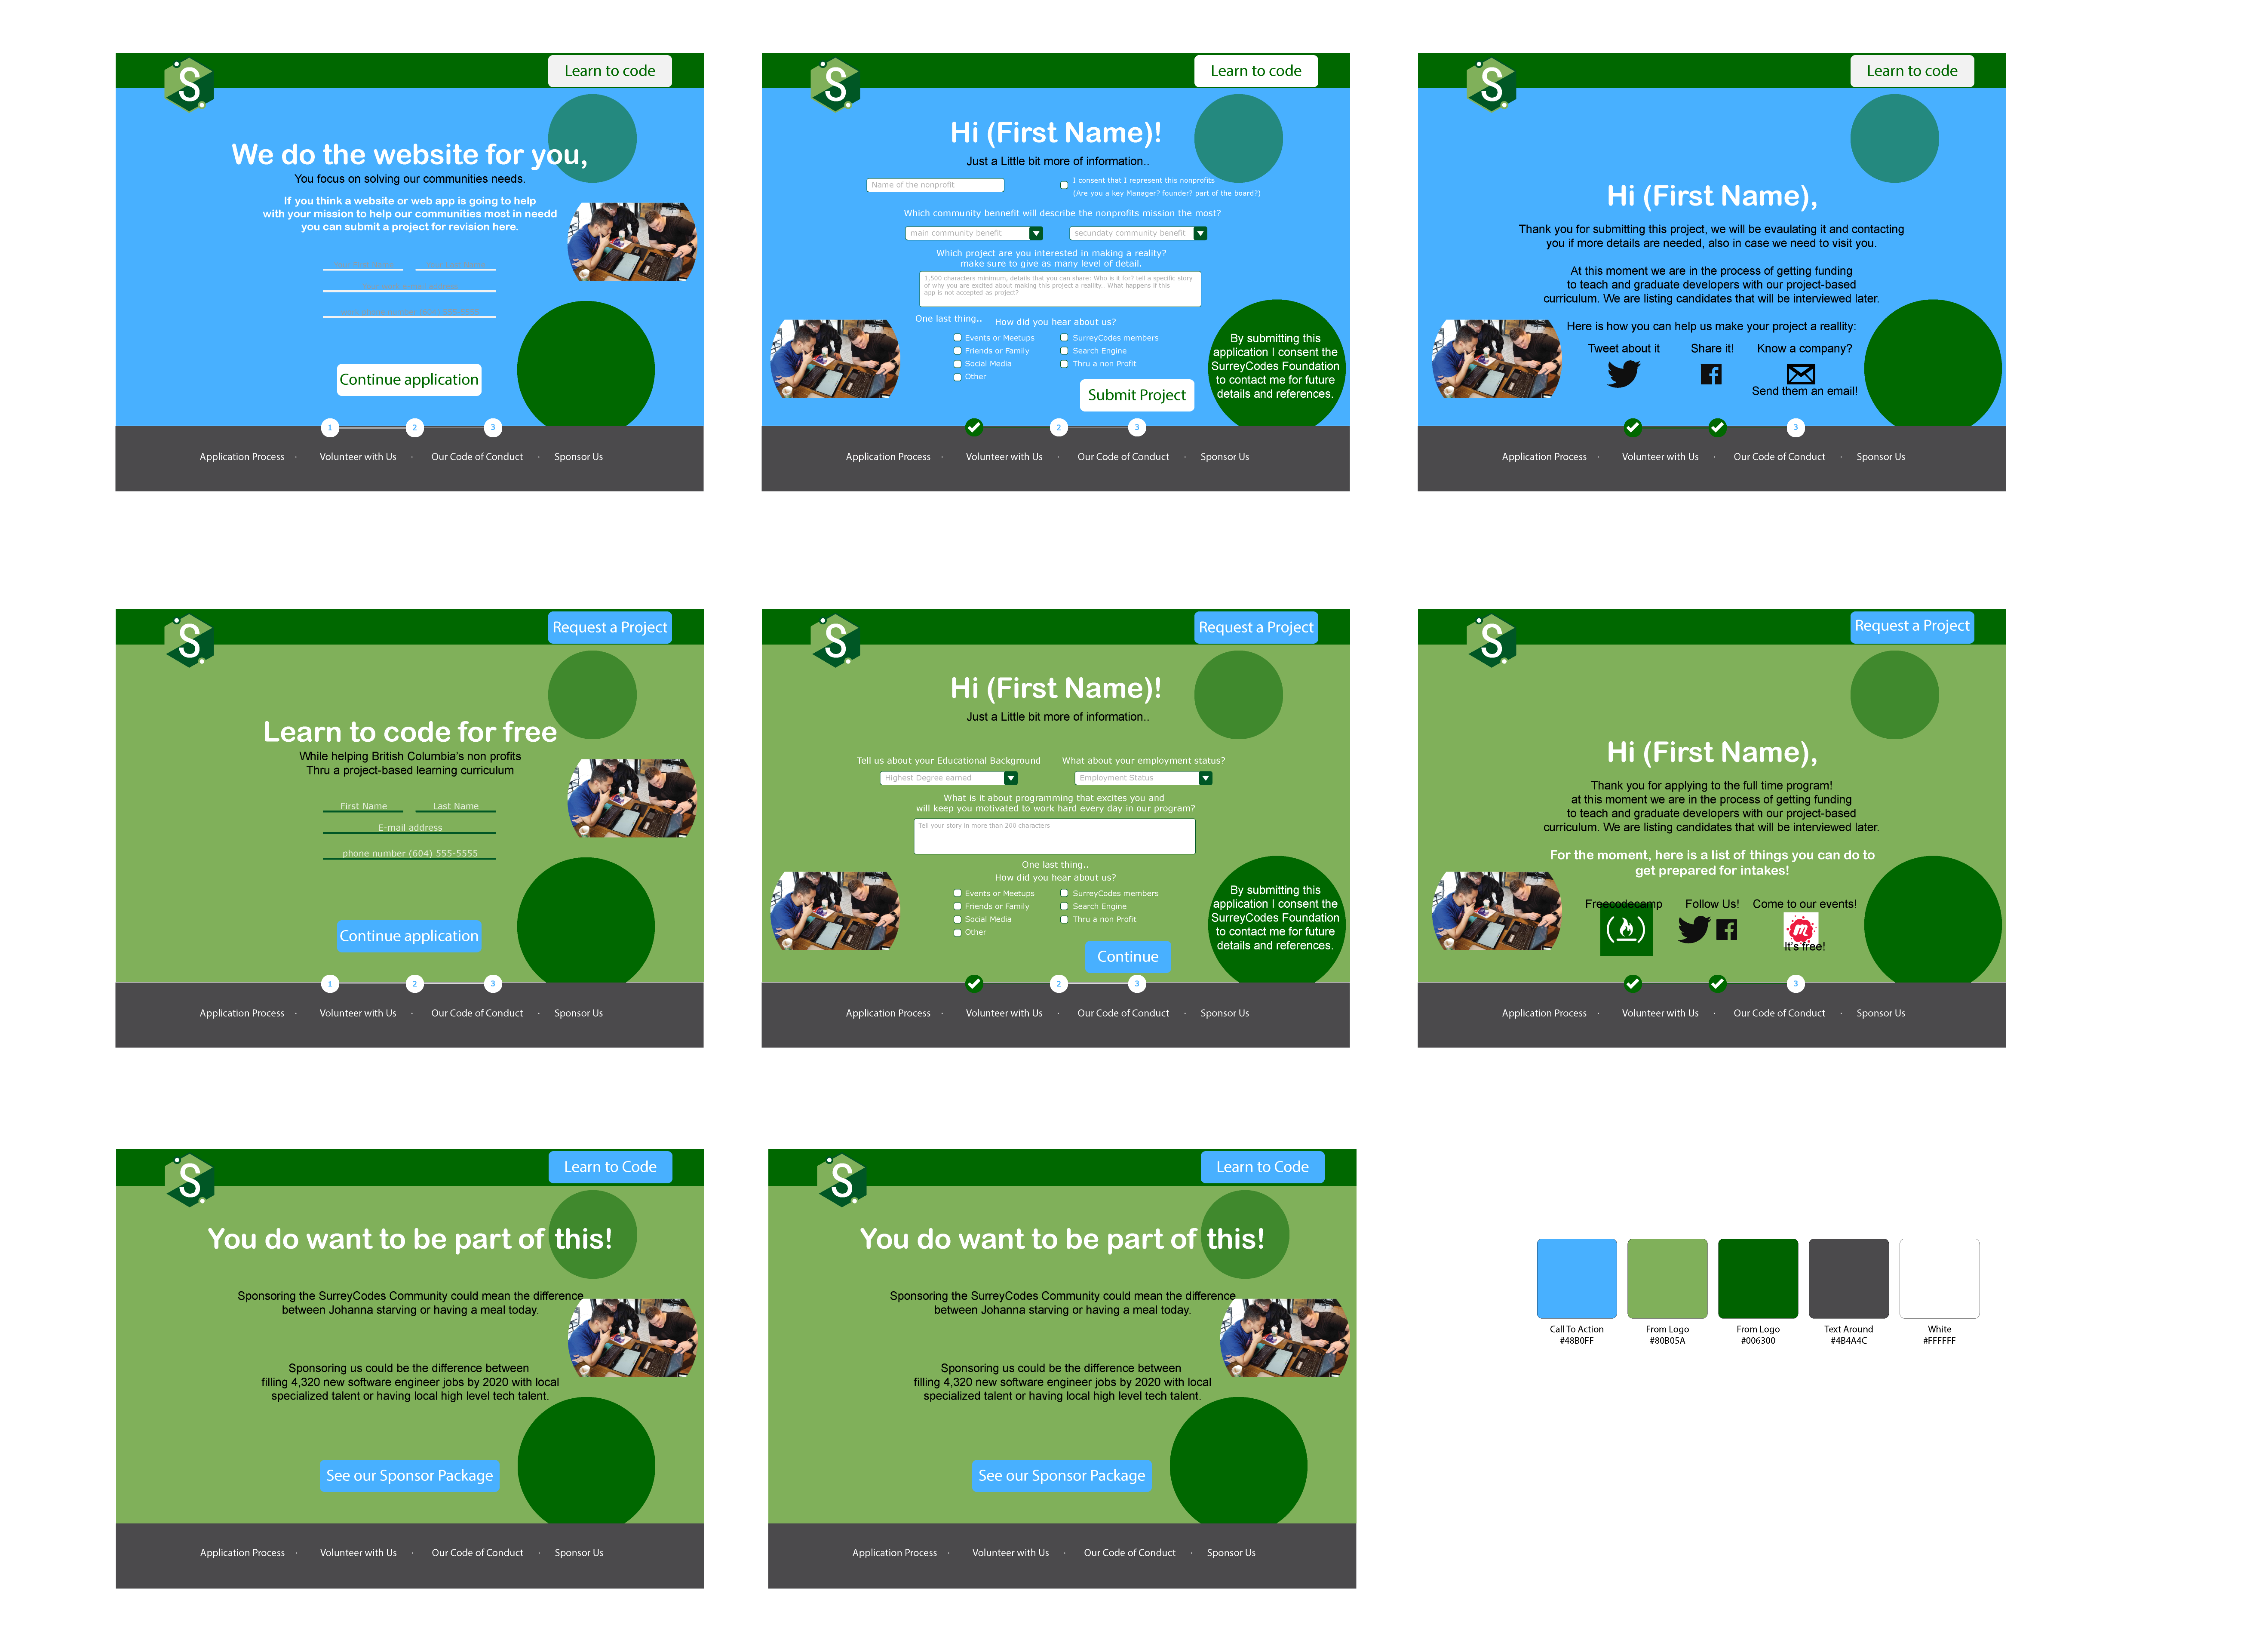 S
Learn to code
We do the website for you,
You focus on solving our communities needs.
If you think a website or web app is going to help
with your mission to help our communities most in needd
you can submit a project for revision here.
Continue application
1 2 3
Application Process · Volunteer with Us · Our Code of Conduct · Sponsor Us
S
Learn to code
Hi (First Name)!
Just a Little bit more of information..
Name of the nonprofit
I consent that I represent this nonprofits
(Are you a key Manager? founder? part of the board?)
Which community bennefit will describe the nonprofits mission the most?
main community benefit
secundaty community benefit
Which project are you interested in making a reality?
make sure to give as many level of detail.
1,500 characters minimum, details that you can share: Who is it for? tell a specific story
of why you are excited about making this project a reallity.. What happens if this
app is not accepted as project?
One last thing..
How did you hear about us?
Events or Meetups
SurreyCodes members
Friends or Family
Search Engine
Social Media
Thru a non Profit
Other
Submit Project
By submitting this
application I consent the
SurreyCodes Foundation
to contact me for future
details and references.
2 3
Application Process · Volunteer with Us · Our Code of Conduct · Sponsor Us
S
Learn to code
Hi (First Name),
Thank you for submitting this project, we will be evaulating it and contacting
you if more details are needed, also in case we need to visit you.
At this moment we are in the process of getting funding
to teach and graduate developers with our project-based
curriculum. We are listing candidates that will be interviewed later.
Here is how you can help us make your project a reallity:
Tweet about it
Share it!
Know a company?
Send them an email!
3
Application Process · Volunteer with Us · Our Code of Conduct · Sponsor Us
S
Request a Project
Learn to code for free
While helping British Columbia's non profits
Thru a project-based learning curriculum
First Name
Last Name
E-mail address
phone number (604) 555-5555
Continue application
1 2 3
Application Process · Volunteer with Us · Our Code of Conduct · Sponsor Us
S
Request a Project
Hi (First Name)!
Just a Little bit more of information..
Tell us about your Educational Background
What about your employment status?
Highest Degree earned
Employment Status
What is it about programming that excites you and
will keep you motivated to work hard every day in our program?
Tell your story in more than 200 characters
One last thing..
How did you hear about us?
Events or Meetups
SurreyCodes members
Friends or Family
Search Engine
Social Media
Thru a non Profit
Other
Continue
By submitting this
application I consent the
SurreyCodes Foundation
to contact me for future
details and references.
2 3
Application Process · Volunteer with Us · Our Code of Conduct · Sponsor Us
S
Request a Project
Hi (First Name),
Thank you for applying to the full time program!
at this moment we are in the process of getting funding
to teach and graduate developers with our project-based
curriculum. We are listing candidates that will be interviewed later.
For the moment, here is a list of things you can do to
get prepared for intakes!
Freecodecamp
Follow Us!
Come to our events!
m
It's free!
3
Application Process · Volunteer with Us · Our Code of Conduct · Sponsor Us
S
Learn to Code
You do want to be part of this!
Sponsoring the SurreyCodes Community could mean the difference
between Johanna starving or having a meal today.
Sponsoring us could be the difference between
filling 4,320 new software engineer jobs by 2020 with local
specialized talent or having local high level tech talent.
See our Sponsor Package
Application Process · Volunteer with Us · Our Code of Conduct · Sponsor Us
S
Learn to Code
You do want to be part of this!
Sponsoring the SurreyCodes Community could mean the difference
between Johanna starving or having a meal today.
Sponsoring us could be the difference between
filling 4,320 new software engineer jobs by 2020 with local
specialized talent or having local high level tech talent.
See our Sponsor Package
Application Process · Volunteer with Us · Our Code of Conduct · Sponsor Us
Call To Action
#48B0FF
From Logo
#80B05A
From Logo
#006300
Text Around
#4B4A4C
White
#FFFFFF